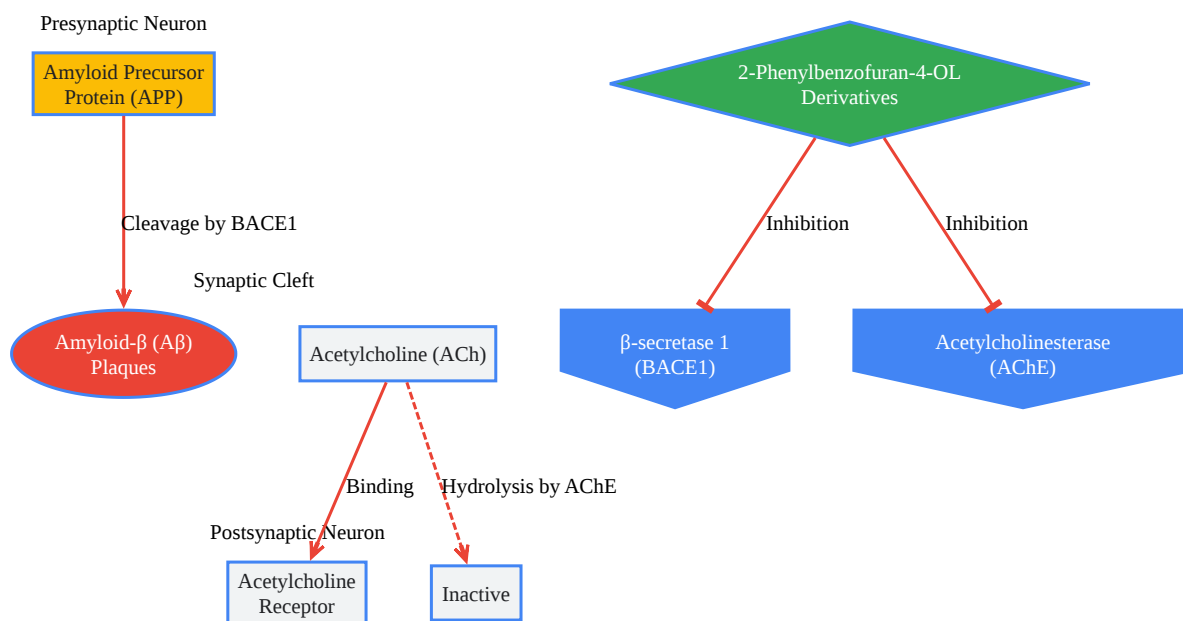 Presynaptic Neuron
Amyloid Precursor
Protein (APP)
2-Phenylbenzofuran-4-OL
Derivatives
Cleavage by BACE1
Inhibition
Inhibition
Synaptic Cleft
Amyloid-β (Aβ)
Plaques
Acetylcholine (ACh)
β-secretase 1
(BACE1)
Acetylcholinesterase
(AChE)
Binding
Hydrolysis by AChE
Postsynaptic Neuron
Acetylcholine
Receptor
Inactive